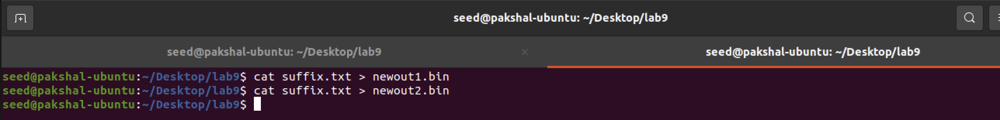 seed@pakshal-ubuntu: ~/Desktop/lab9
seed@pakshal-ubuntu: ~/Desktop/lab9
seed@pakshal-ubuntu: ~/Desktop/lab9
seed@pakshal-ubuntu:~/Desktop/lab9$ cat suffix.txt > newout1.bin
seed@pakshal-ubuntu:~/Desktop/lab9$ cat suffix.txt > newout2.bin
seed@pakshal-ubuntu:~/Desktop/lab9$